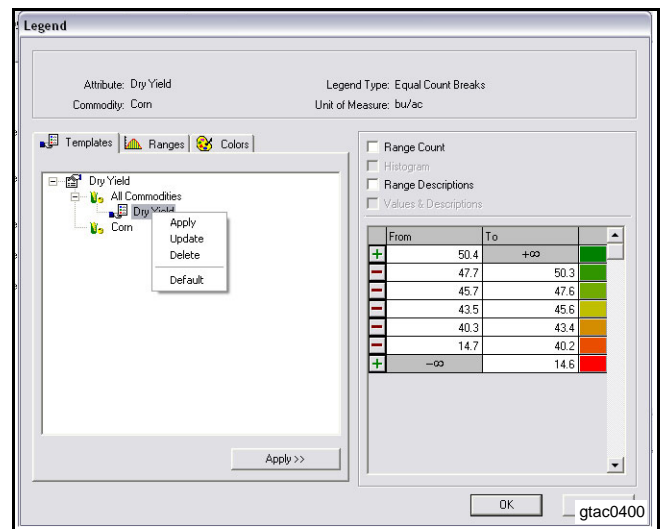 Legend
Attribute: Dry Yield
Legend Type: Equal Count Breaks
Commodity: Corn
Unit of Measure: bu/ac
Templates
Ranges
Colors
Dry Yield
All Commodities
Dry Yield
Corn
Apply
Update
Delete
Default
Apply >>
Range Count
Histogram
Range Descriptions
Values & Descriptions
From To
50.4 +∞
47.7 50.3
45.7 47.6
43.5 45.6
40.3 43.4
14.7 40.2
-∞ 14.6
OK
gtac0400